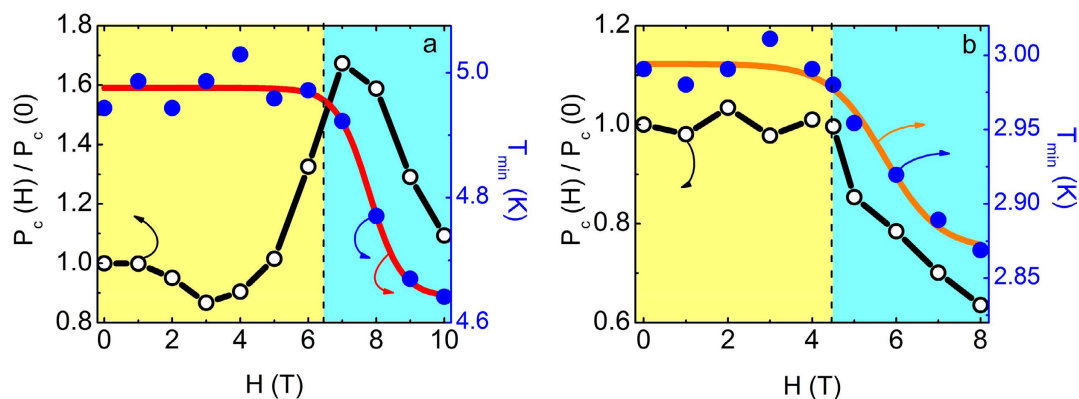 a
P_c (H) / P_c (0)
1.8
1.6
1.4
1.2
1.0
0.8
5.0
4.8
4.6
T_min (K)
0 2 4 6 8 10
H (T)
b
P_c (H) / P_c (0)
1.2
1.0
0.8
0.6
3.00
2.95
2.90
2.85
T_min (K)
0 2 4 6 8
H (T)